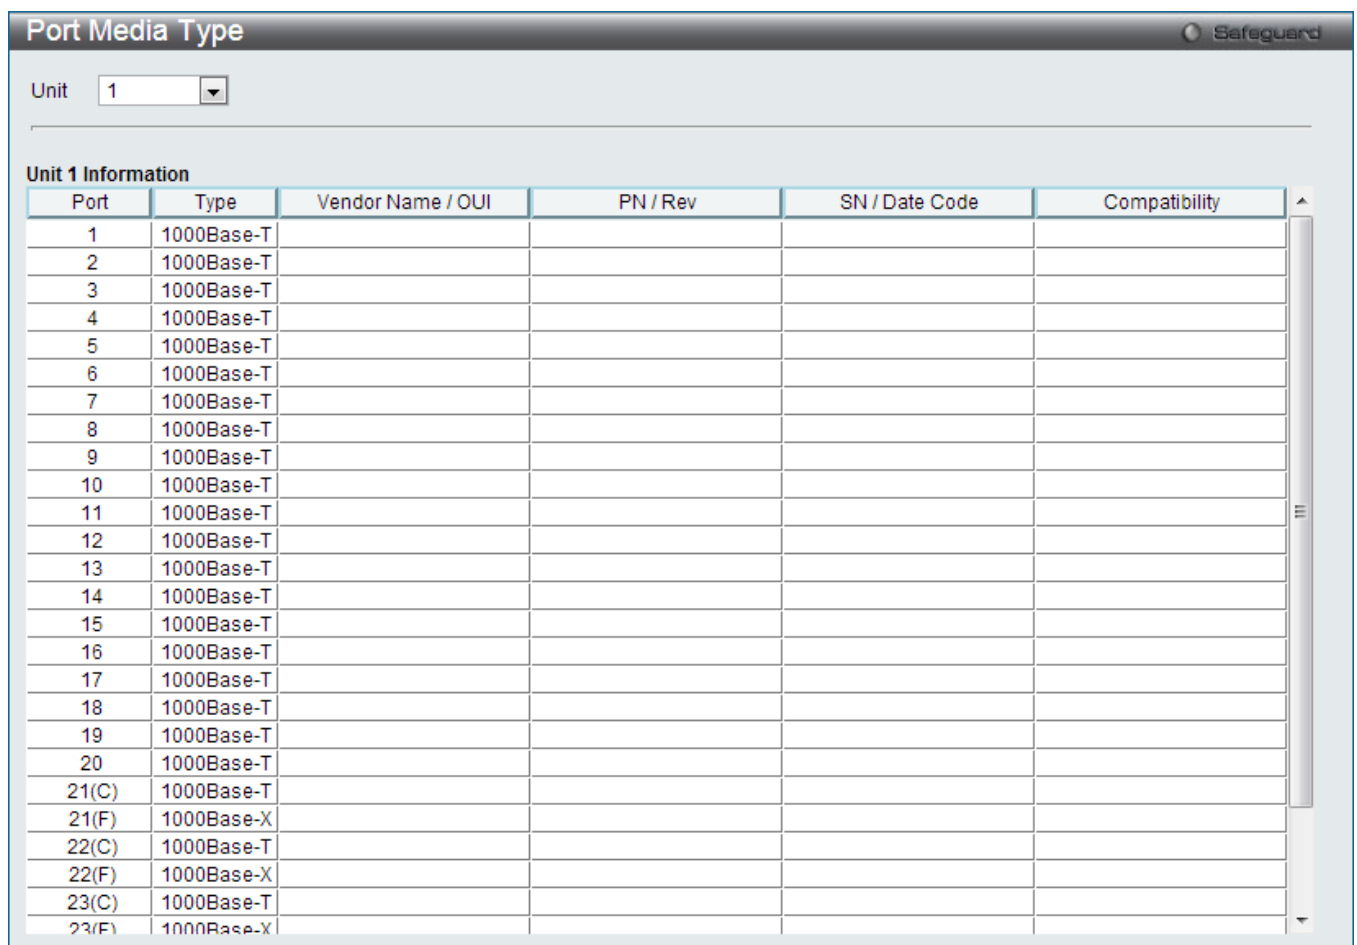 Port Media Type
Safeguard
Unit 1
Unit 1 Information
Port Type Vendor Name / OUI PN / Rev SN / Date Code Compatibility
1 1000Base-T
2 1000Base-T
3 1000Base-T
4 1000Base-T
5 1000Base-T
6 1000Base-T
7 1000Base-T
8 1000Base-T
9 1000Base-T
10 1000Base-T
11 1000Base-T
12 1000Base-T
13 1000Base-T
14 1000Base-T
15 1000Base-T
16 1000Base-T
17 1000Base-T
18 1000Base-T
19 1000Base-T
20 1000Base-T
21(C) 1000Base-T
21(F) 1000Base-X
22(C) 1000Base-T
22(F) 1000Base-X
23(C) 1000Base-T
23(F) 1000Base-X